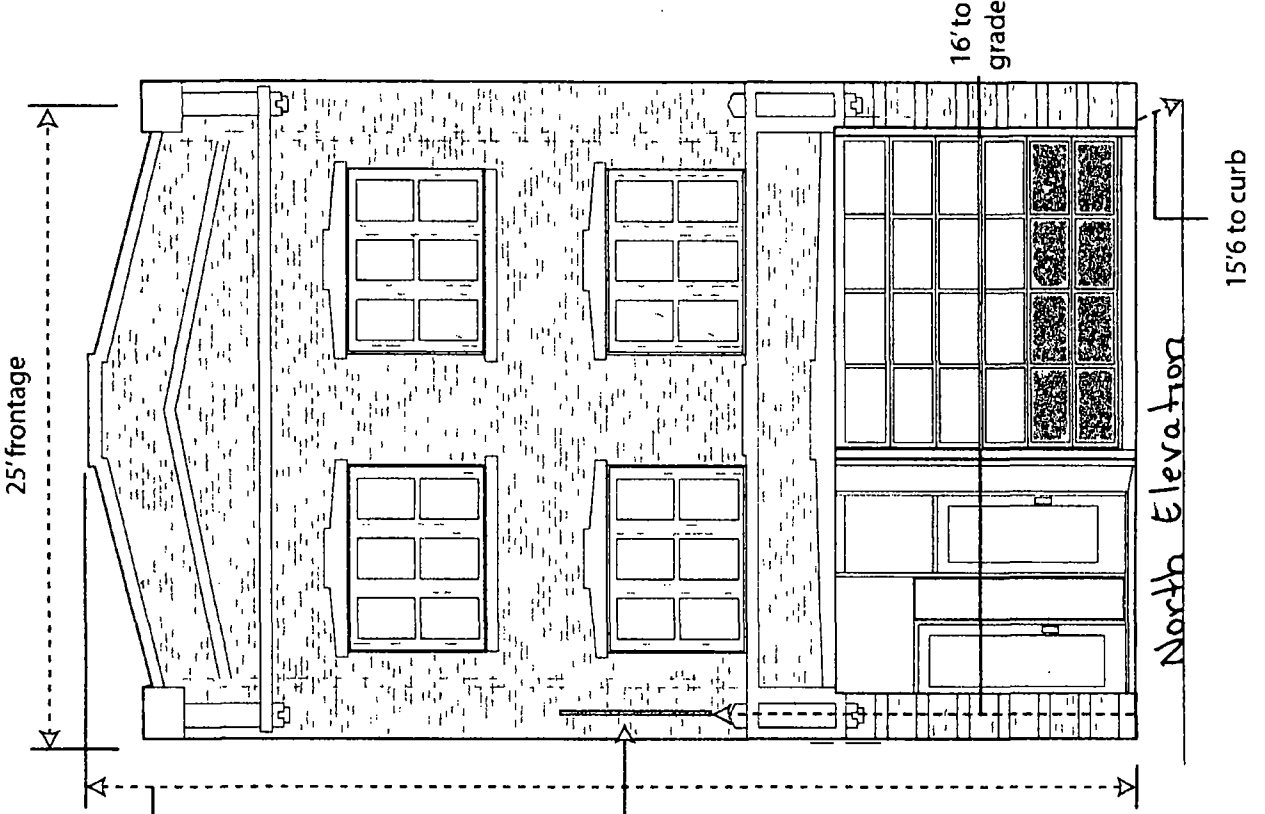 25' frontage
16' to
grade
15'6 to curb
North Elevation